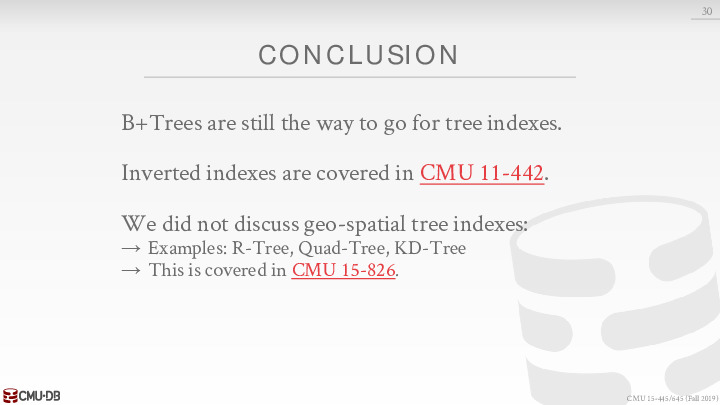 30
CONCLUSION
B+Trees are still the way to go for tree indexes.
Inverted indexes are covered in CMU 11-442.
We did not discuss geo-spatial tree indexes:
→ Examples: R-Tree, Quad-Tree, KD-Tree
→ This is covered in CMU 15-826.
CMU·DB
CMU 15-445/645 (Fall 2019)